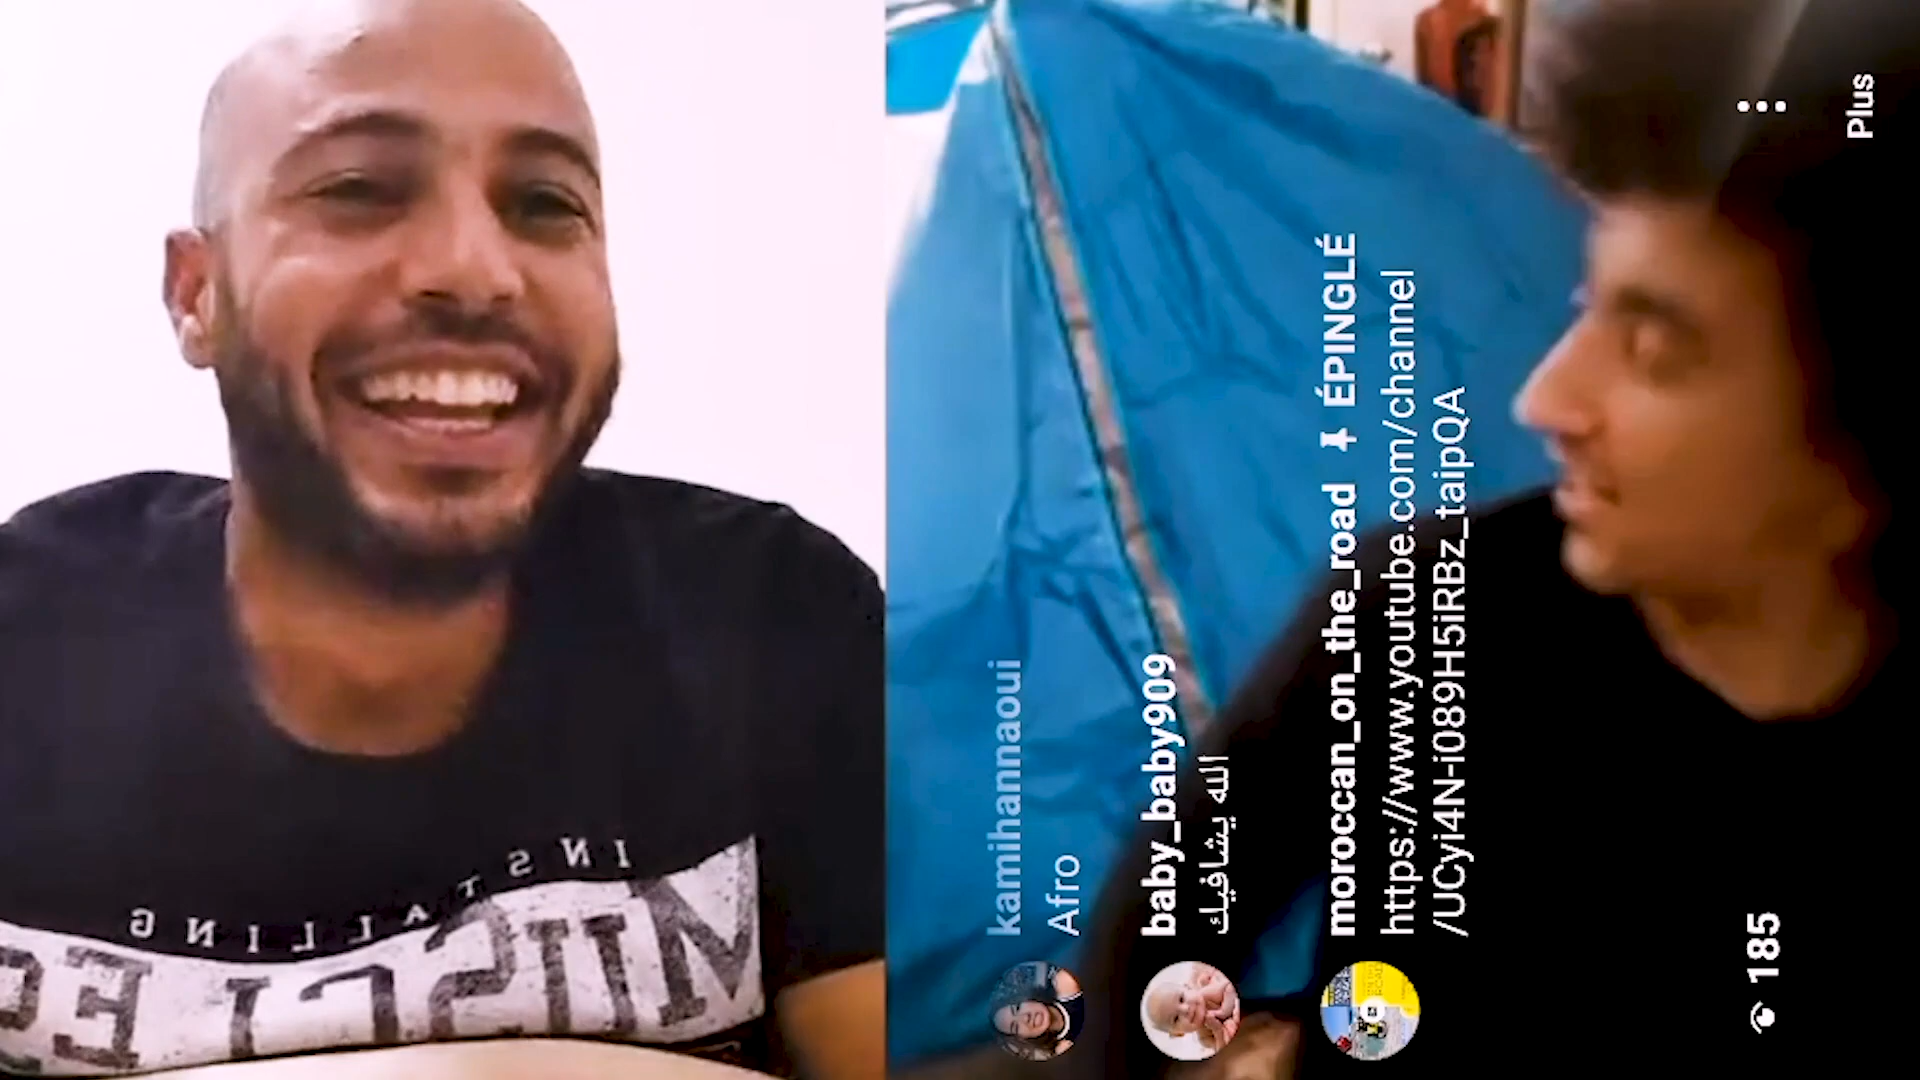 INSTALLING
MUSCLES
kamihannaoui
Afro
baby_baby909
الله يشافيك
moroccan_on_the_road ÉPINGLÉ
https://www.youtube.com/channel
/UCyi4N-i089H5iRBz_taipQA
185
Plus